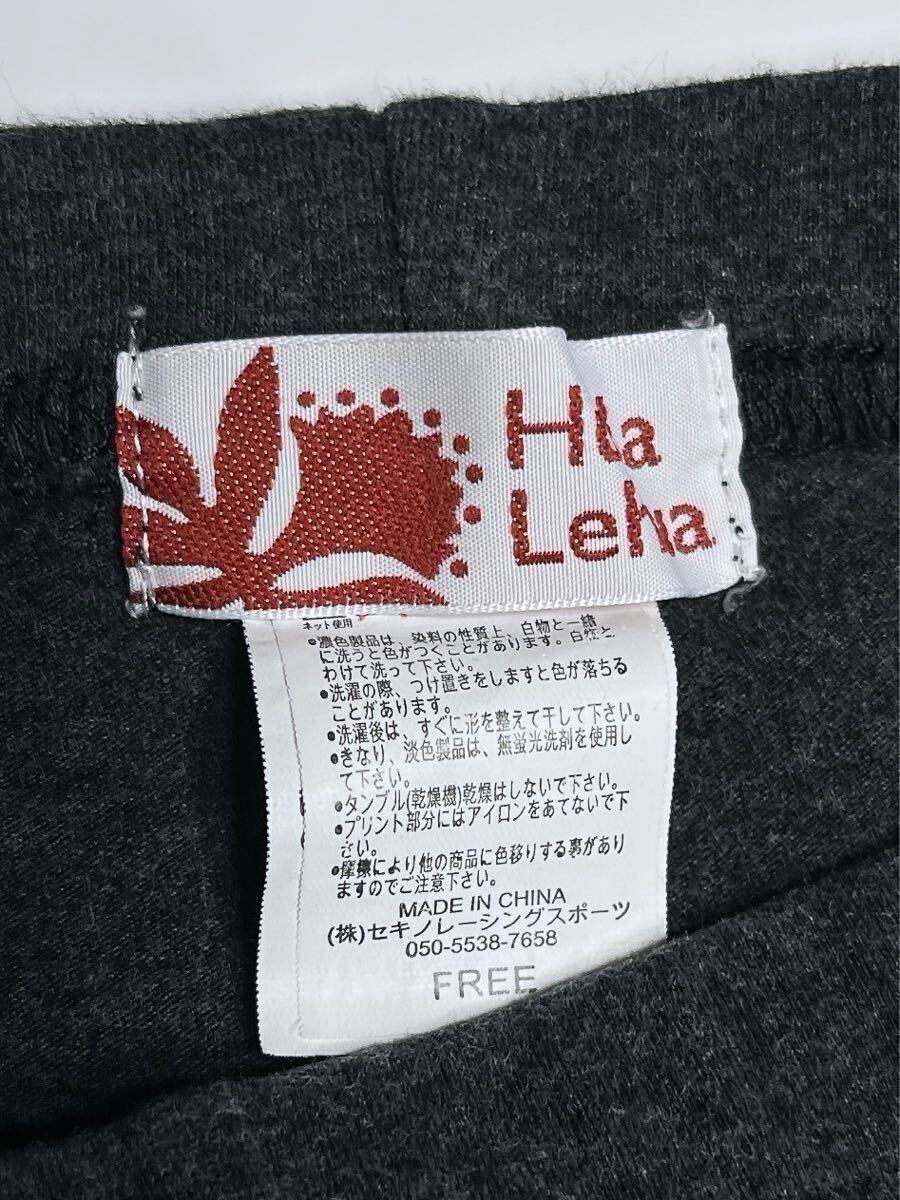 Hla
Leha
ネット使用
●濃色製品は、染料の性質上、白物と一緒
に洗うと色がつくことがあります。白物と
わけて洗って下さい。
●洗濯の際、つけ置きをしますと色が落ちる
ことがあります。
●洗濯後は、すぐに形を整えて干して下さい。
●きなり、淡色製品は、無蛍光洗剤を使用し
て下さい。
●タンブル(乾燥機)乾燥はしないで下さい。
●プリント部分にはアイロンをあてないで下
さい。
●摩擦により他の商品に色移りする事があり
ますのでご注意下さい。
MADE IN CHINA
(株)セキノレーシングスポーツ
050-5538-7658
FREE